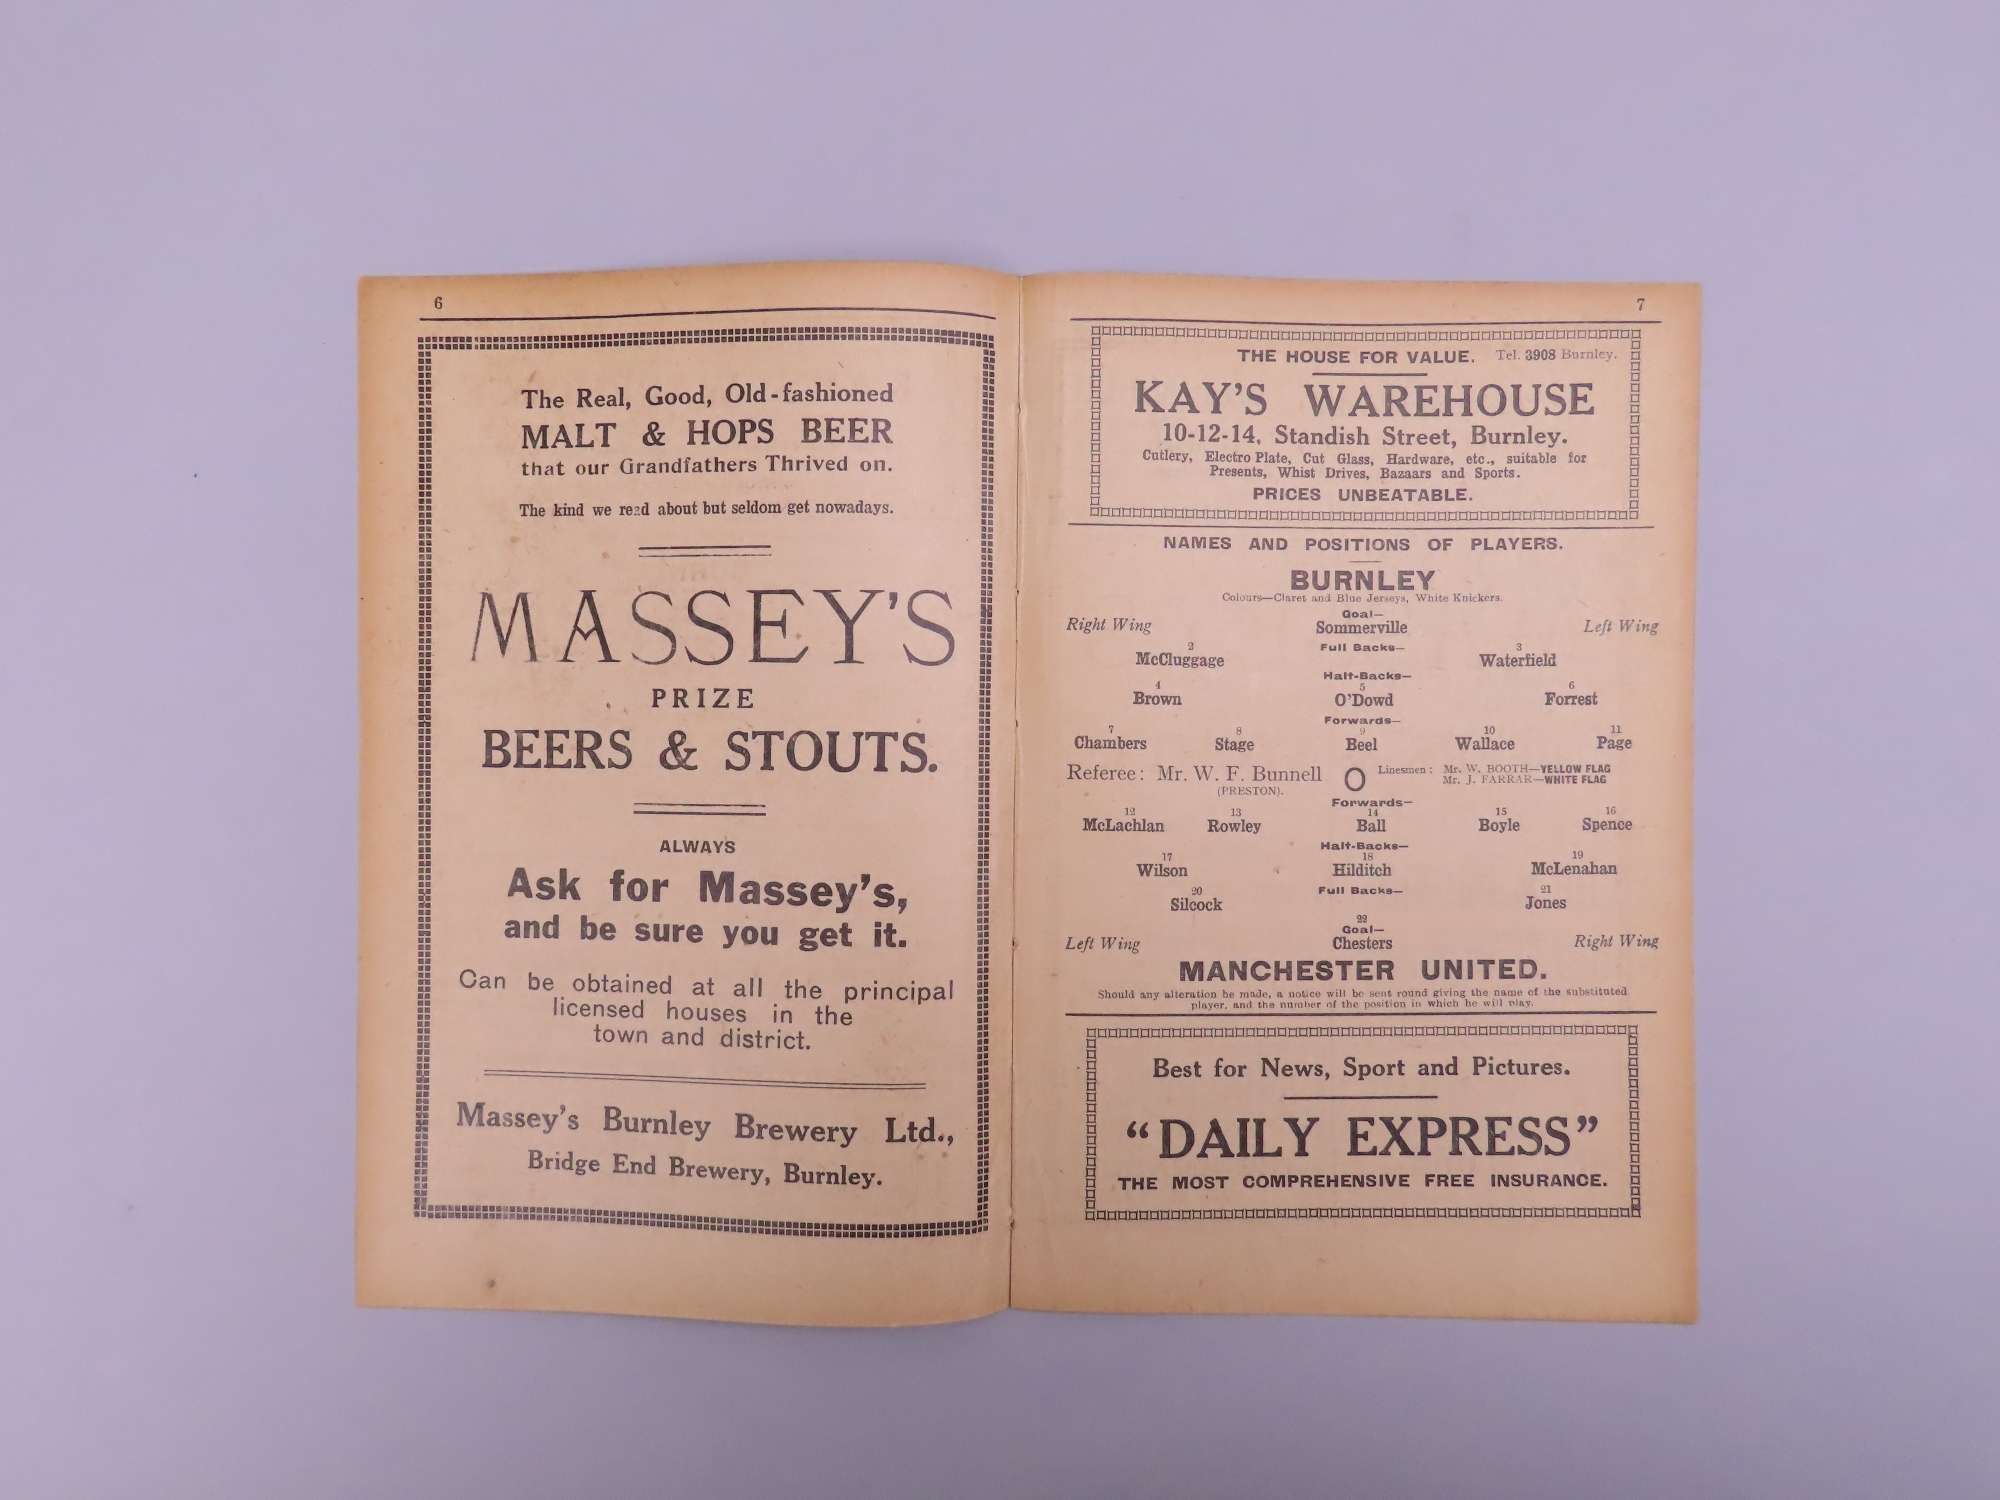 6
The Real, Good, Old-fashioned
MALT & HOPS BEER
that our Grandfathers Thrived on.
The kind we read about but seldom get nowadays.
MASSEY'S
PRIZE
BEERS & STOUTS.
ALWAYS
Ask for Massey's,
and be sure you get it.
Can be obtained at all the principal
licensed houses in the
town and district.
Massey's Burnley Brewery Ltd.,
Bridge End Brewery, Burnley.
7
THE HOUSE FOR VALUE. Tel. 3908 Burnley.
KAY'S WAREHOUSE
10-12-14, Standish Street, Burnley.
Cutlery, Electro Plate, Cut Glass, Hardware, etc., suitable for
Presents, Whist Drives, Bazaars and Sports.
PRICES UNBEATABLE.
NAMES AND POSITIONS OF PLAYERS.
BURNLEY
Colours—Claret and Blue Jerseys, White Knickers.
Goal—
Right Wing Sommerville Left Wing
2 Full Backs— 3
McCluggage Waterfield
Half-Backs—
4 5 6
Brown O'Dowd Forrest
Forwards—
7 8 9 10 11
Chambers Stage Beel Wallace Page
Referee: Mr. W. F. Bunnell O Linesmen: Mr. W. BOOTH—YELLOW FLAG
(PRESTON). Mr. J. FARRAR—WHITE FLAG
Forwards—
12 13 14 15 16
McLachlan Rowley Ball Boyle Spence
Half-Backs—
17 18 19
Wilson Hilditch McLenahan
20 Full Backs— 21
Silcock Jones
22
Goal—
Left Wing Chesters Right Wing
MANCHESTER UNITED.
Should any alteration be made, a notice will be sent round giving the name of the substituted
player, and the number of the position in which he will play.
Best for News, Sport and Pictures.
"DAILY EXPRESS"
THE MOST COMPREHENSIVE FREE INSURANCE.